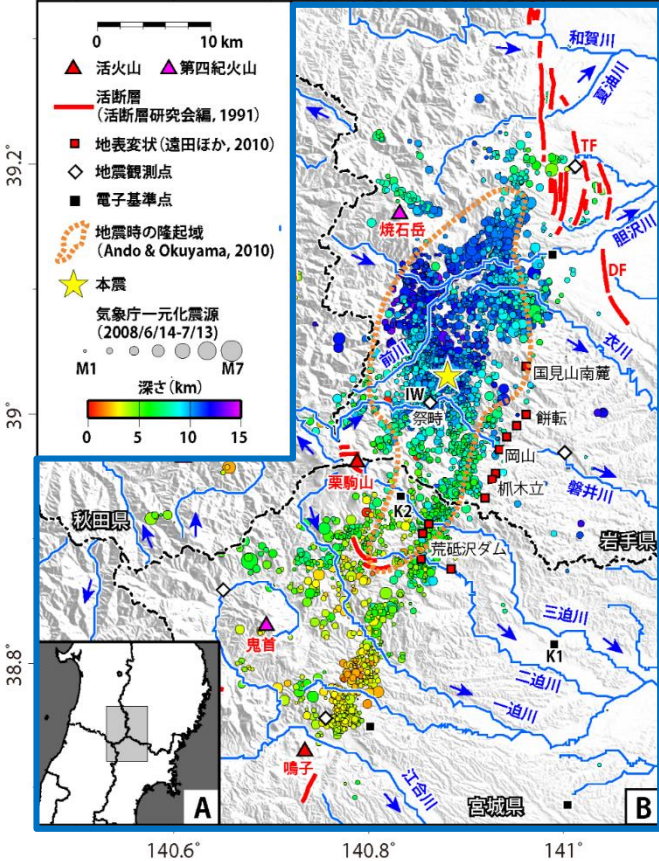 0 10 km
活火山 第四紀火山
活断層
(活断層研究会編, 1991)
地表変状(遠田ほか, 2010)
地震観測点
電子基準点
地震時の隆起域
(Ando & Okuyama, 2010)
本震
気象庁一元化震源
(2008/6/14-7/13)
M1 M7
深さ(km)
0 5 10 15
和賀川
夏油川
TF
焼石岳
胆沢川
DF
衣川
前川
国見山南麓
IW
祭畤
餅転
岡山
栗駒山
枛木立
磐井川
K2
秋田県
岩手県
荒砥沢ダム
三迫川
鬼首
K1
二迫川
一迫川
鳴子
江合川
宮城県
A
B
39.2
39°
38.8
140.6° 140.8 141°